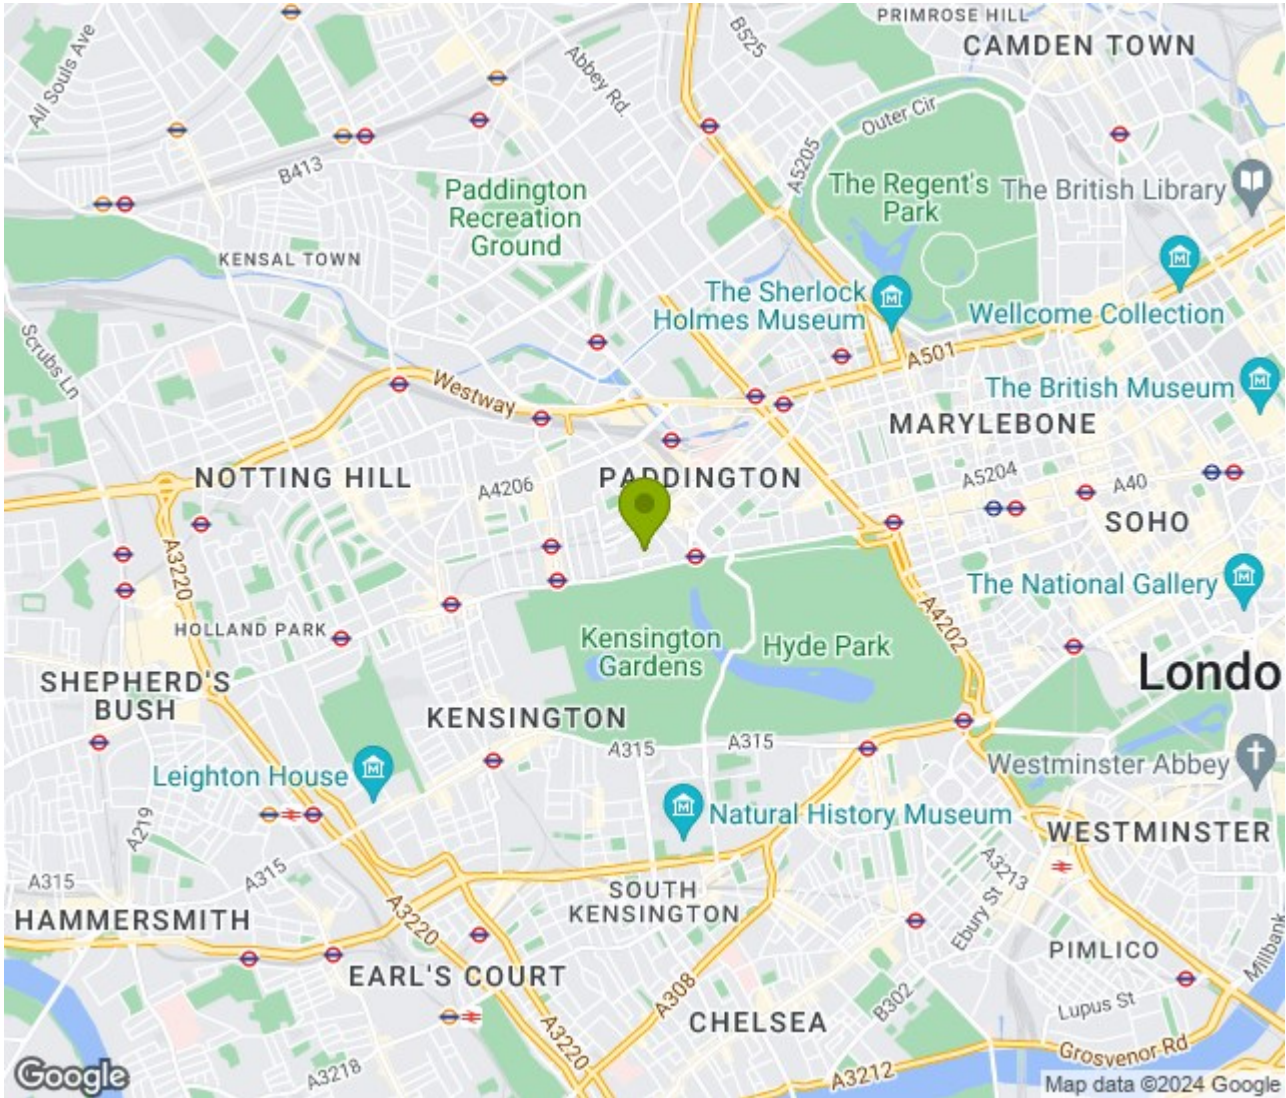 PRIMROSE HILL
CAMDEN TOWN
B525
All Souls Ave
Abbey Rd.
Outer Cir
A5205
B413
The Regent's
Park
The British Library
Paddington
Recreation
Ground
KENSAL TOWN
The Sherlock
Holmes Museum
Wellcome Collection
Scrubs Ln
A501
Westway
The British Museum
MARYLEBONE
NOTTING HILL
A4206
PADDINGTON
A5204
A40
SOHO
A3220
The National Gallery
A4202
HOLLAND PARK
Kensington
Gardens
Hyde Park
London
SHEPHERD'S
BUSH
KENSINGTON
A315
A315
Leighton House
Westminster Abbey
Natural History Museum
A219
WESTMINSTER
A3213
A315
A315
SOUTH
KENSINGTON
HAMMERSMITH
A3220
Ebury St
PIMLICO
Millbank
EARL'S COURT
A308
B302
Lupus St
CHELSEA
A3220
Grosvenor Rd
A3218
A3212
Google
Map data ©2024 Google